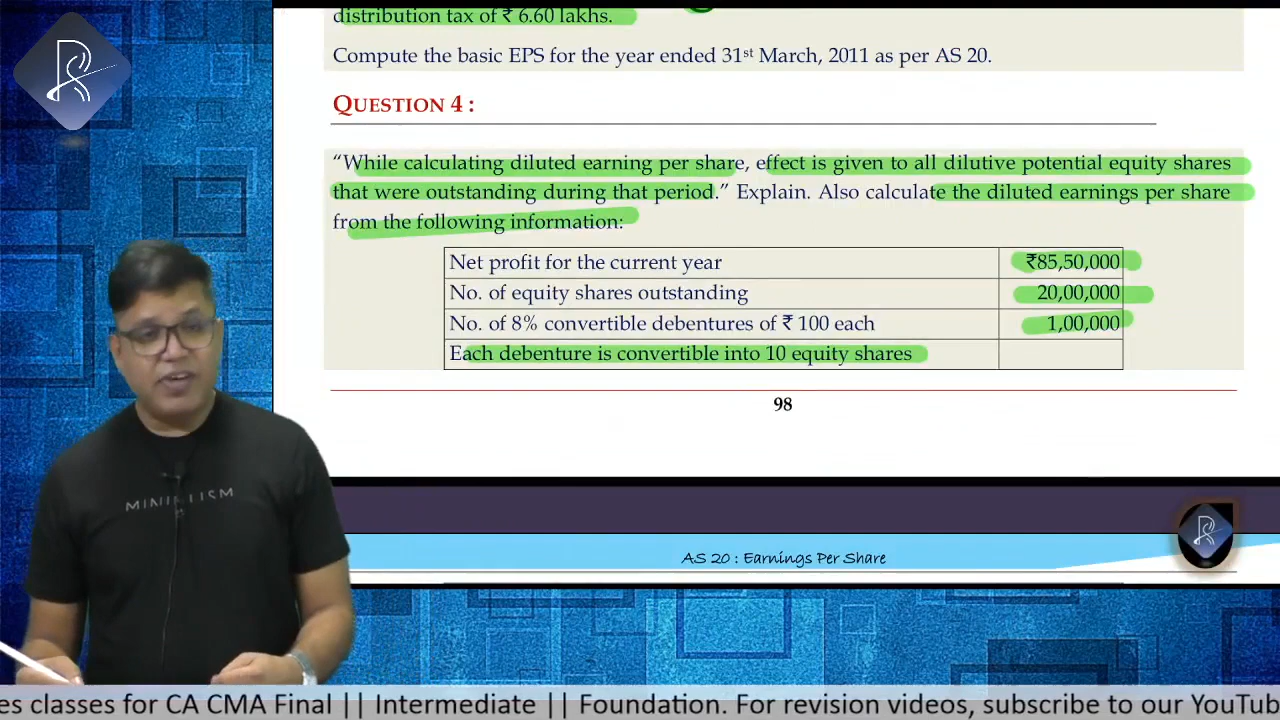 distribution tax of ₹ 6.60 lakhs.
Compute the basic EPS for the year ended 31st March, 2011 as per AS 20.
QUESTION 4 :
“While calculating diluted earning per share, effect is given to all dilutive potential equity shares
that were outstanding during that period.” Explain. Also calculate the diluted earnings per share
from the following information:
Net profit for the current year ₹85,50,000
No. of equity shares outstanding 20,00,000
No. of 8% convertible debentures of ₹ 100 each 1,00,000
Each debenture is convertible into 10 equity shares
98
MINIMALISM
AS 20 : Earnings Per Share
es classes for CA CMA Final || Intermediate || Foundation. For revision videos, subscribe to our YouTub